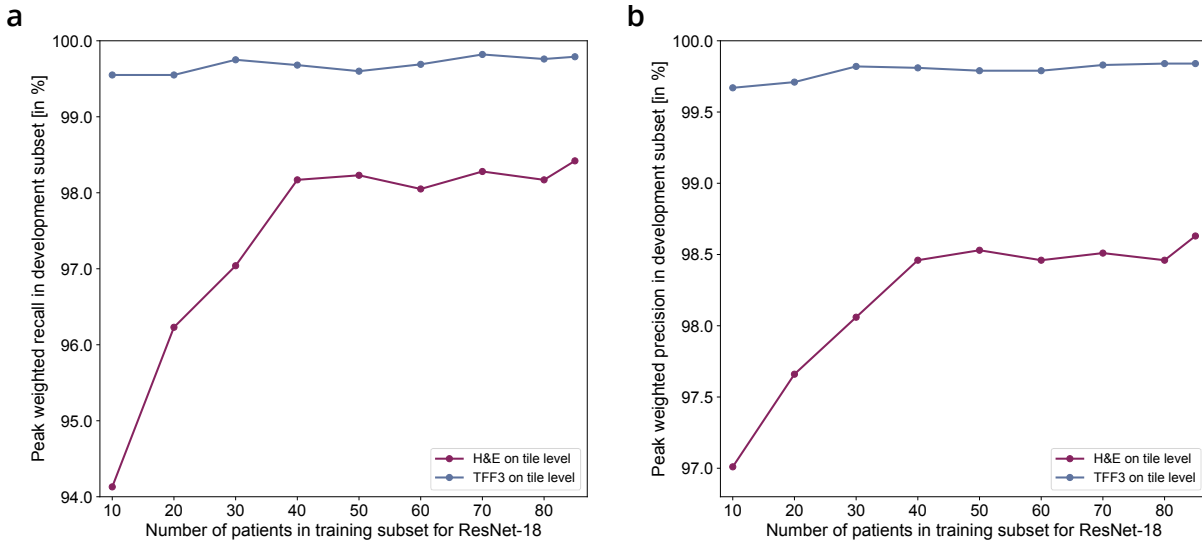 a
Peak weighted recall in development subset [in %]
100.0
99.0
98.0
97.0
96.0
95.0
94.0
10 20 30 40 50 60 70 80
Number of patients in training subset for ResNet-18
H&E on tile level
TFF3 on tile level
b
Peak weighted precision in development subset [in %]
100.0
99.5
99.0
98.5
98.0
97.5
97.0
10 20 30 40 50 60 70 80
Number of patients in training subset for ResNet-18
H&E on tile level
TFF3 on tile level